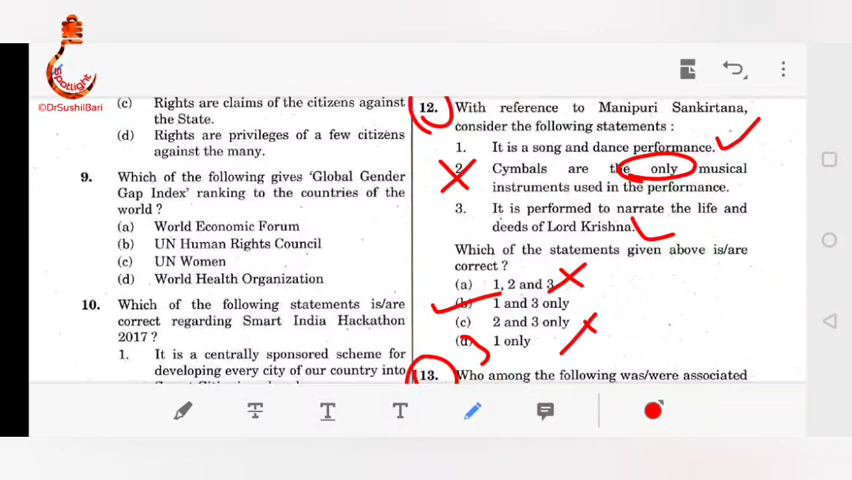 Spotlight
©DrSushilBari
(c) Rights are claims of the citizens against
the State.
(d) Rights are privileges of a few citizens
against the many.
9. Which of the following gives 'Global Gender
Gap Index' ranking to the countries of the
world ?
(a) World Economic Forum
(b) UN Human Rights Council
(c) UN Women
(d) World Health Organization
10. Which of the following statements is/are
correct regarding Smart India Hackathon
2017 ?
1. It is a centrally sponsored scheme for
developing every city of our country into
12. With reference to Manipuri Sankirtana,
consider the following statements :
1. It is a song and dance performance.
2. Cymbals are the only musical
instruments used in the performance.
3. It is performed to narrate the life and
deeds of Lord Krishna.
Which of the statements given above is/are
correct ?
(a) 1, 2 and 3
(b) 1 and 3 only
(c) 2 and 3 only
(d) 1 only
13. Who among the following was/were associated
T T T